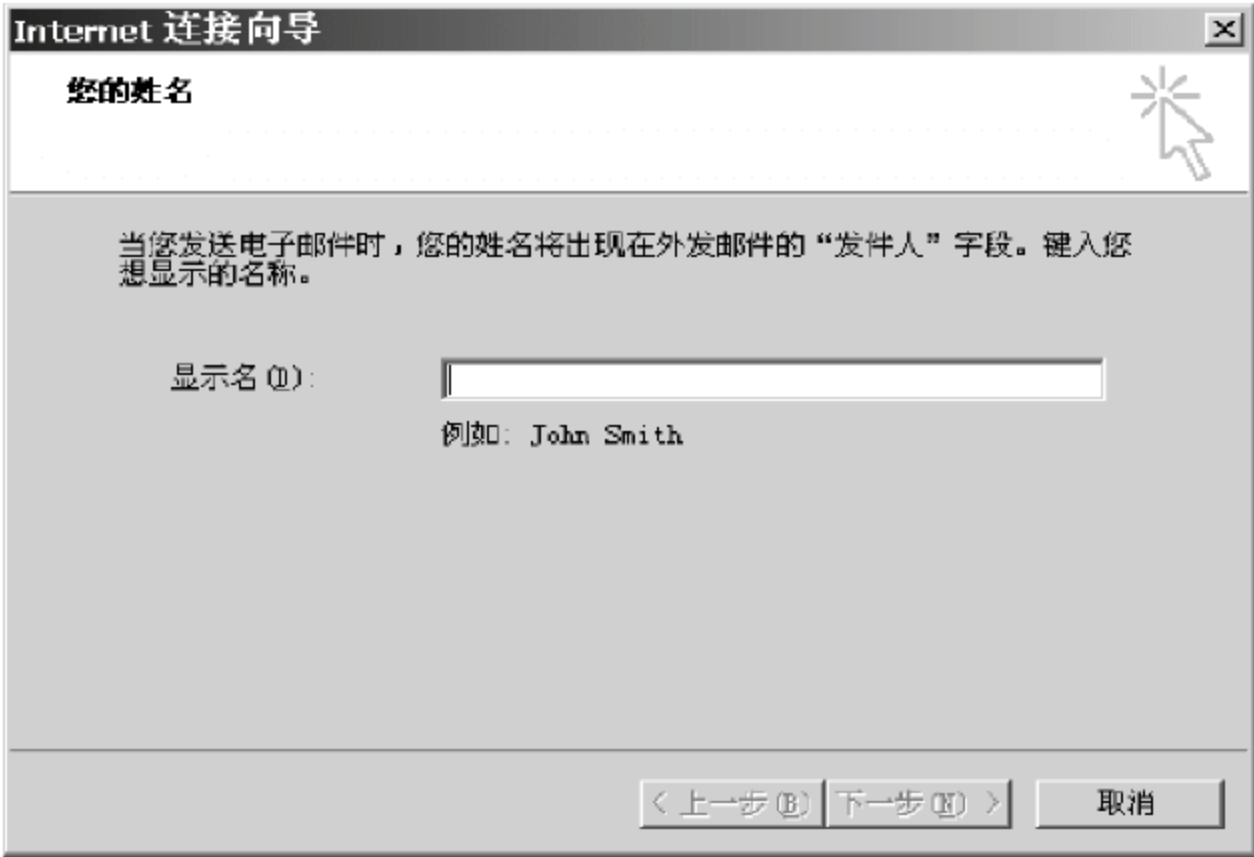 Internet 连接向导
您的姓名
当您发送电子邮件时，您的姓名将出现在外发邮件的“发件人”字段。键入您
想显示的名称。
显示名(D):
例如: John Smith
< 上一步(B) 下一步(N) > 取消